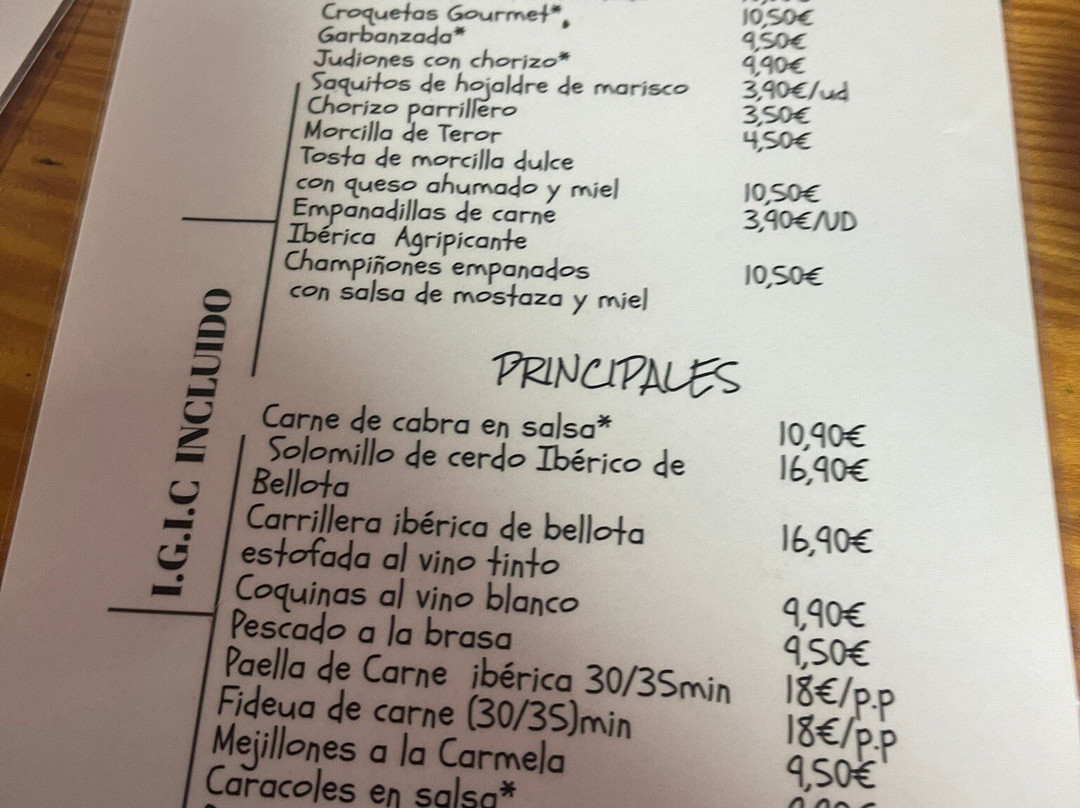 Croquetas Gourmet* 10,50€
Garbanzada* 9,50€
Judiones con chorizo* 9,90€
Saquitos de hojaldre de marisco 3,90€/ud
Chorizo parrillero 3,50€
Morcilla de Teror 4,50€
Tosta de morcilla dulce
con queso ahumado y miel 10,50€
Empanadillas de carne 3,90€/UD
Ibérica Agripicante
Champiñones empanados 10,50€
con salsa de mostaza y miel
I.G.I.C INCLUIDO
PRINCIPALES
Carne de cabra en salsa* 10,90€
Solomillo de cerdo Ibérico de 16,90€
Bellota
Carrillera ibérica de bellota 16,90€
estofada al vino tinto
Coquinas al vino blanco 9,90€
Pescado a la brasa 9,50€
Paella de Carne ibérica 30/35min 18€/p.p
Fideua de carne (30/35)min 18€/p.p
Mejillones a la Carmela 9,50€
Caracoles en salsa*